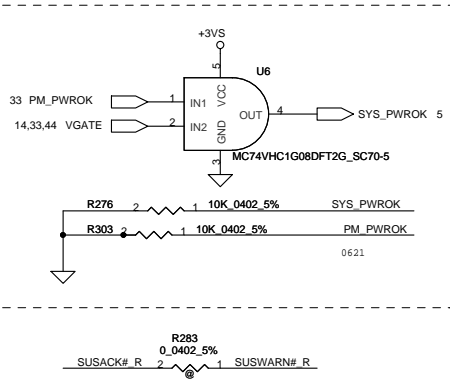 +3VS
5
U6
33 PM_PWROK
1
IN1
VCC
14,33,44 VGATE
2
IN2
GND
OUT
4
SYS_PWROK 5
3
MC74VHC1G08DFT2G_SC70-5
R276 2 1 10K_0402_5% SYS_PWROK
R303 2 1 10K_0402_5% PM_PWROK
0621
R283
0_0402_5%
SUSACK#_R 2 1 SUSWARN#_R
@